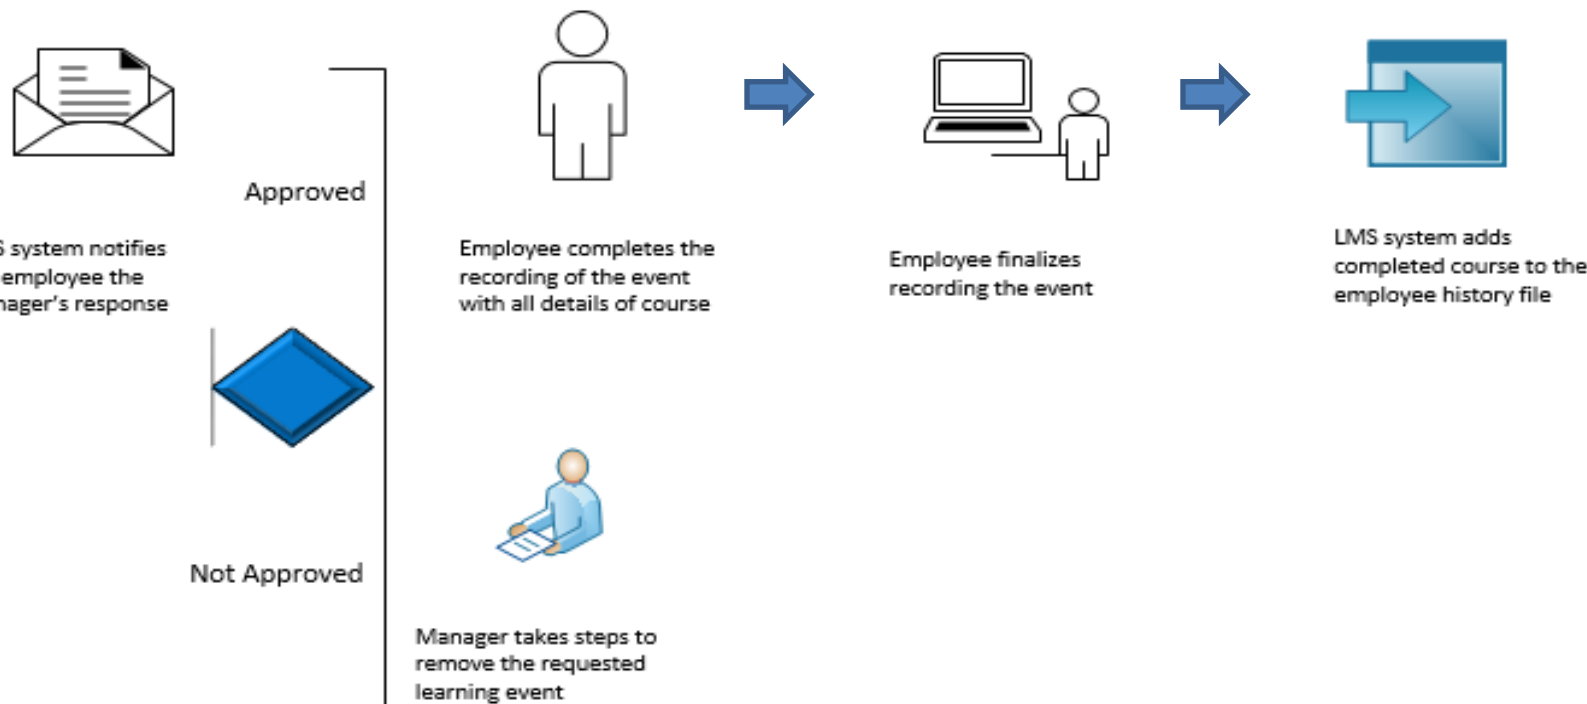 Approved
system notifies
employee the
response
Employee completes the
recording of the event
with all details of course
Employee finalizes
recording the event
LMS system adds
completed course to the
employee history file
Not Approved
Manager takes steps to
remove the requested
learning event